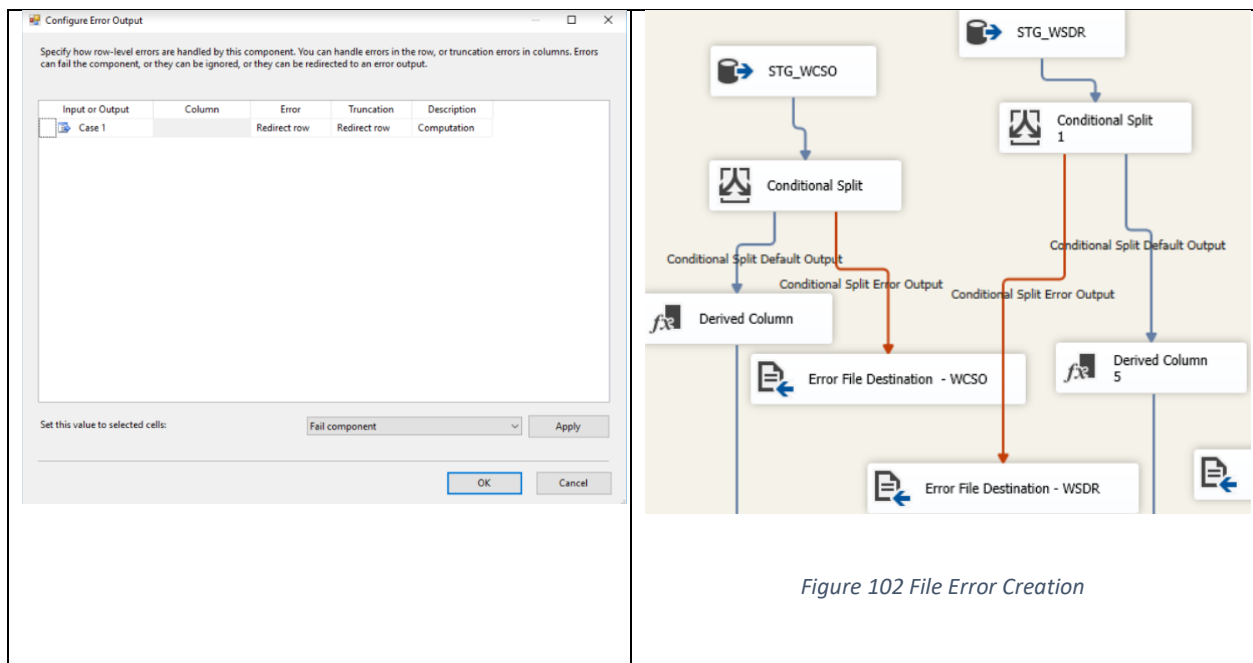 Configure Error Output
Specify how row-level errors are handled by this component. You can handle errors in the row, or truncation errors in columns. Errors
can fail the component, or they can be ignored, or they can be redirected to an error output.
Input or Output Column Error Truncation Description
Case 1 Redirect row Redirect row Computation
Set this value to selected cells: Fail component Apply
OK Cancel
STG_WSDR
STG_WCSO
Conditional Split
1
Conditional Split
Conditional Split Default Output
Conditional Split Default Output
Conditional Split Error Output
Conditional Split Error Output
Derived Column
Derived Column
5
Error File Destination - WCSO
Error File Destination - WSDR
Figure 102 File Error Creation